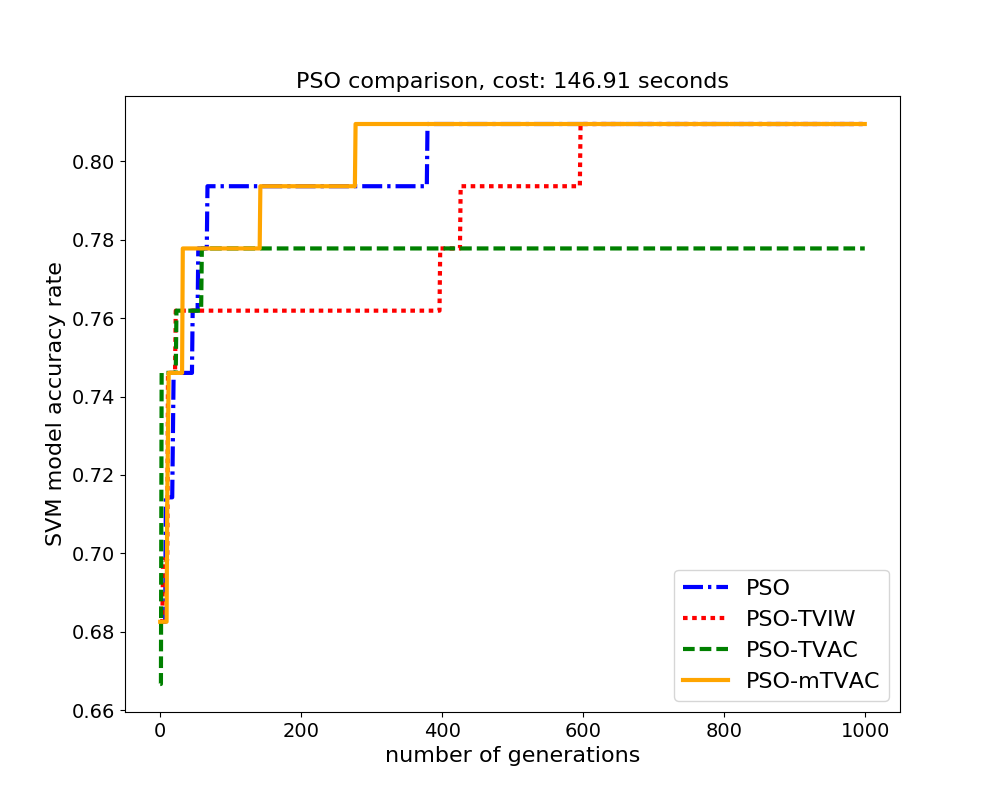 PSO comparison, cost: 146.91 seconds
SVM model accuracy rate
0.80
0.78
0.76
0.74
0.72
0.70
0.68
0.66
0
200
400
600
800
1000
number of generations
PSO
PSO-TVIW
PSO-TVAC
PSO-mTVAC